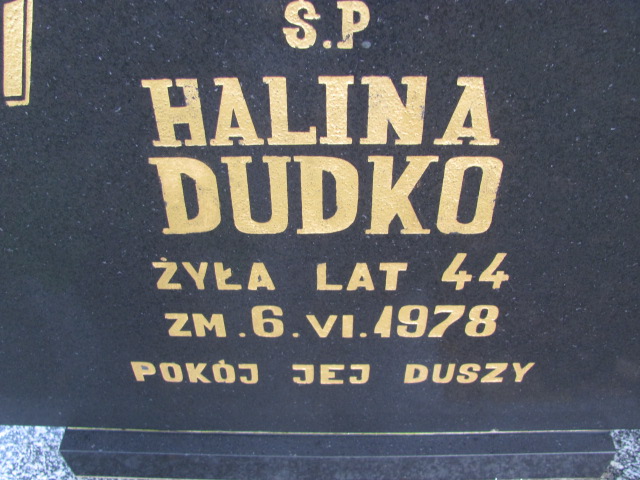 Ś.P
HALINA
DUDKO
ŻYŁA LAT 44
ZM.6.VI.1978
POKÓJ JEJ DUSZY